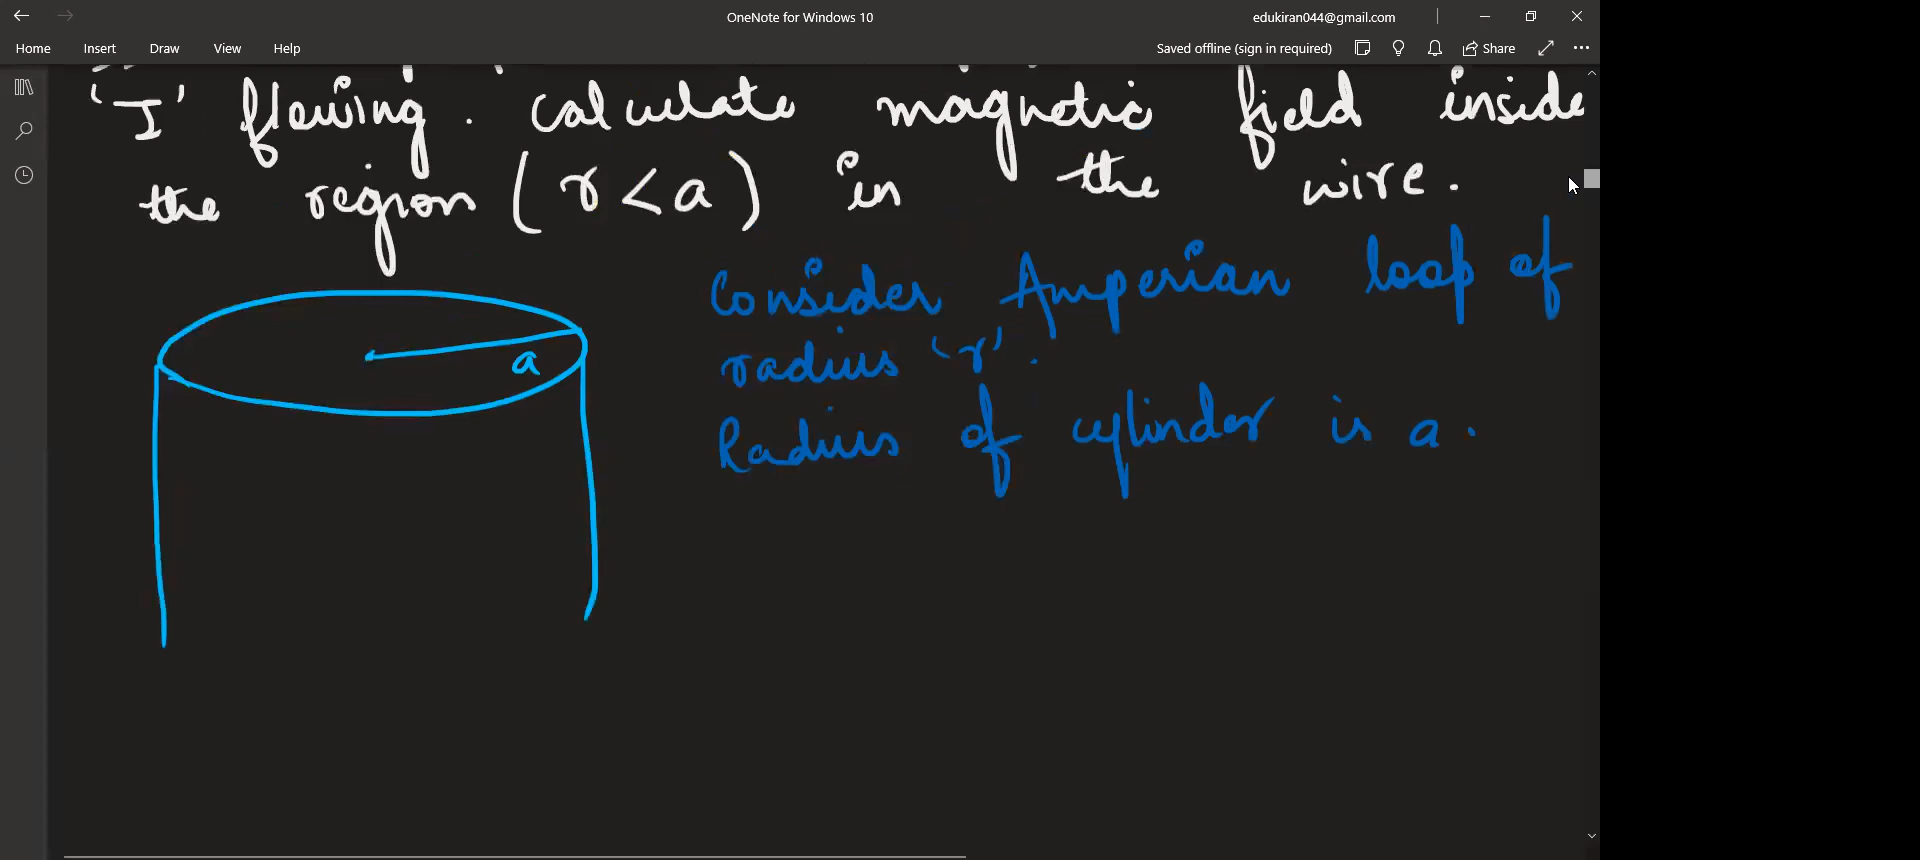 OneNote for Windows 10
edukiran044@gmail.com
Home Insert Draw View Help
Saved offline (sign in required)
Share
'I' flowing. calculate magnetic field inside
the region (r < a) in the wire.
Consider Amperian loop of
radius 'r'.
Radius of cylinder is a.
a